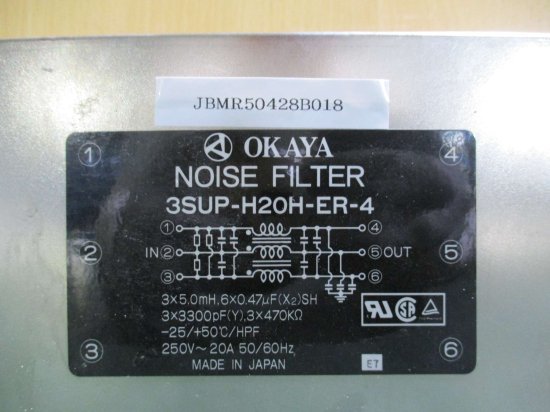 JBMR50428B018
OKAYA
NOISE FILTER
3SUP-H20H-ER-4
① ④
① ④
② IN② ⑤OUT ⑤
③ ⑥
3×5.0mH,6×0.47μF(X₂)SH
3×3300pF(Y),3×470KΩ
-25/+50℃/HPF
250V~20A 50/60Hz
MADE IN JAPAN
③ E7 ⑥